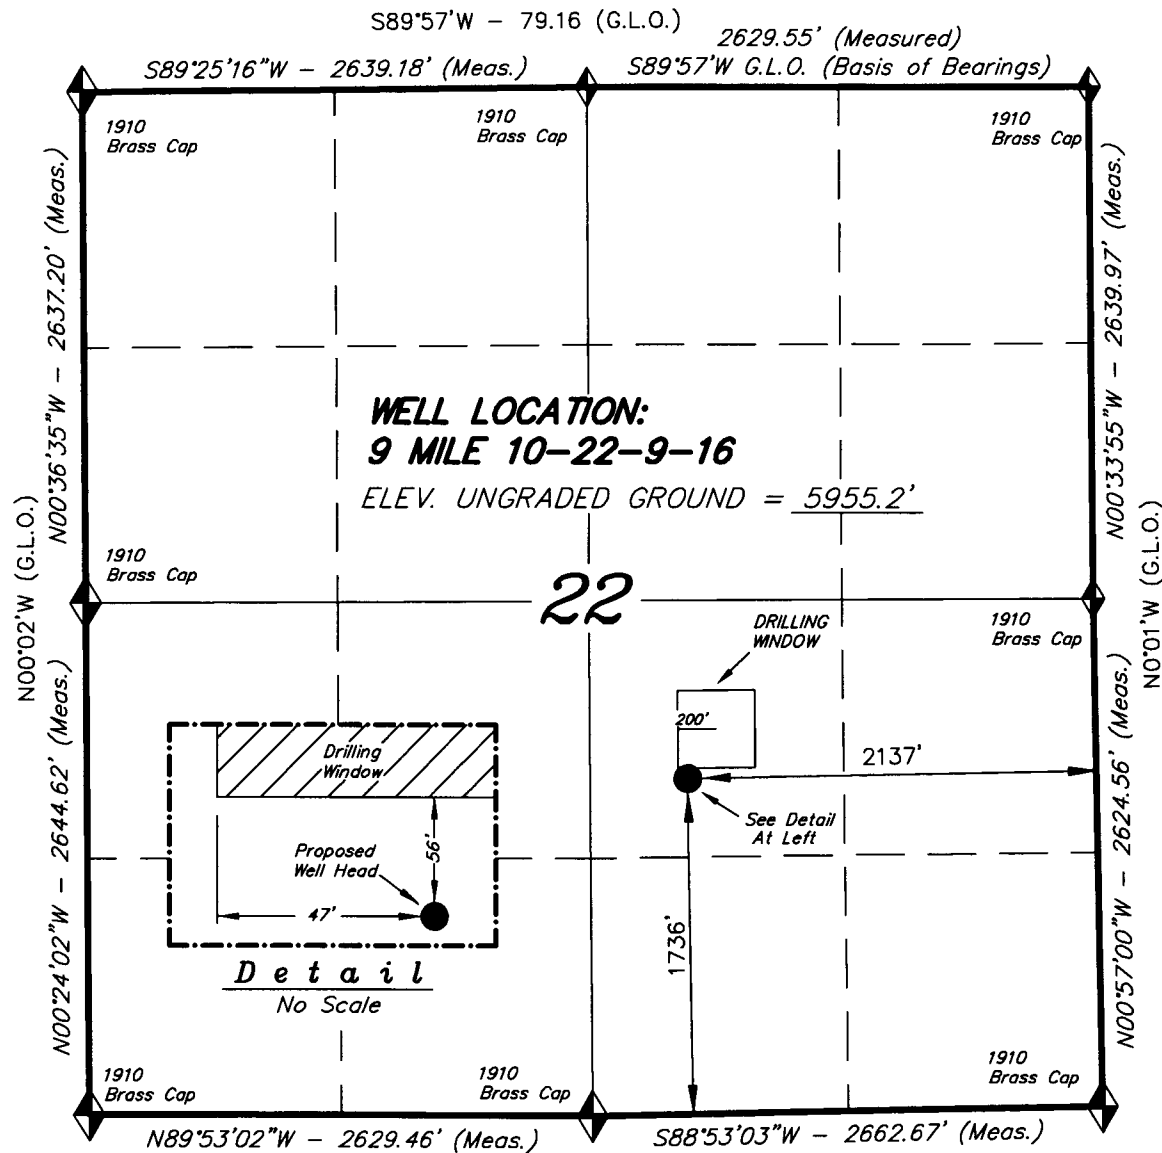 S89°57'W - 79.16 (G.L.O.)
2629.55' (Measured)
S89°25'16"W - 2639.18' (Meas.)
S89°57'W G.L.O. (Basis of Bearings)
1910
Brass Cap
1910
Brass Cap
1910
Brass Cap
N00°36'35"W - 2637.20' (Meas.)
N00°33'55"W - 2639.97' (Meas.)
WELL LOCATION:
9 MILE 10-22-9-16
ELEV. UNGRADED GROUND = 5955.2'
N00°02'W (G.L.O.)
N0°01'W (G.L.O.)
1910
Brass Cap
22
1910
Brass Cap
DRILLING
WINDOW
200'
2137'
See Detail
At Left
1736'
N00°24'02"W - 2644.62' (Meas.)
N00°57'00"W - 2624.56' (Meas.)
Drilling
Window
56'
Proposed
Well Head
47'
Detail
No Scale
1910
Brass Cap
1910
Brass Cap
1910
Brass Cap
N89°53'02"W - 2629.46' (Meas.)
S88°53'03"W - 2662.67' (Meas.)